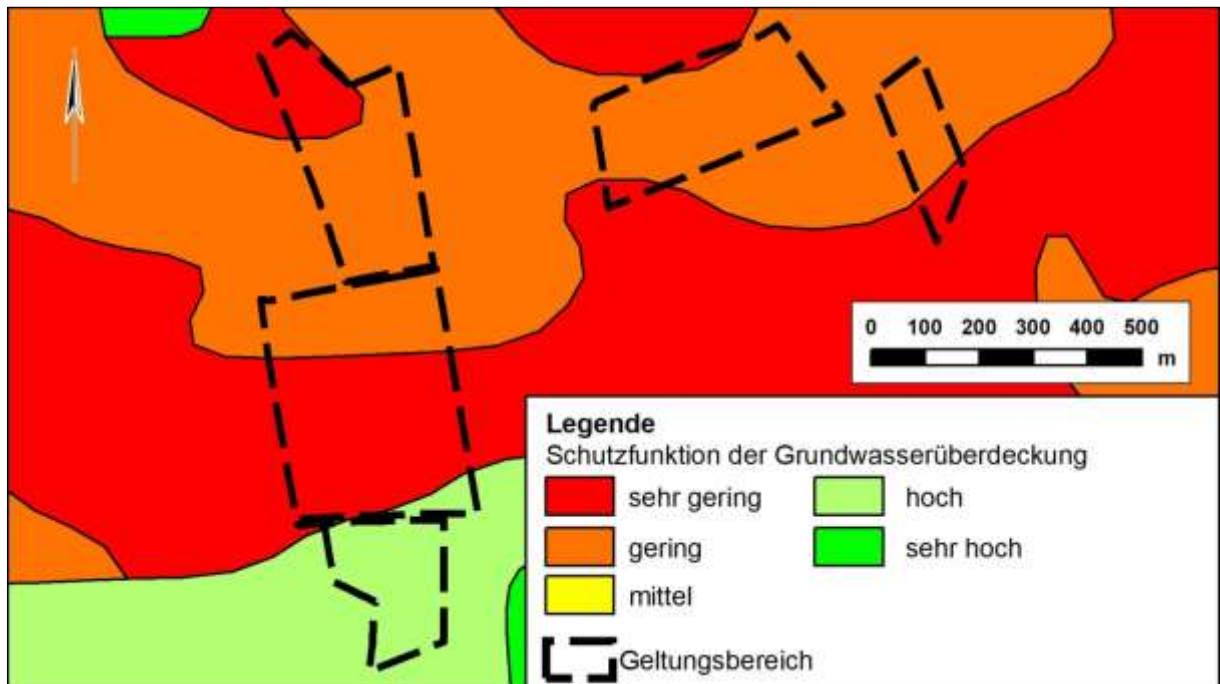 0 100 200 300 400 500
m
Legende
Schutzfunktion der Grundwasserüberdeckung
sehr gering
hoch
gering
sehr hoch
mittel
Geltungsbereich